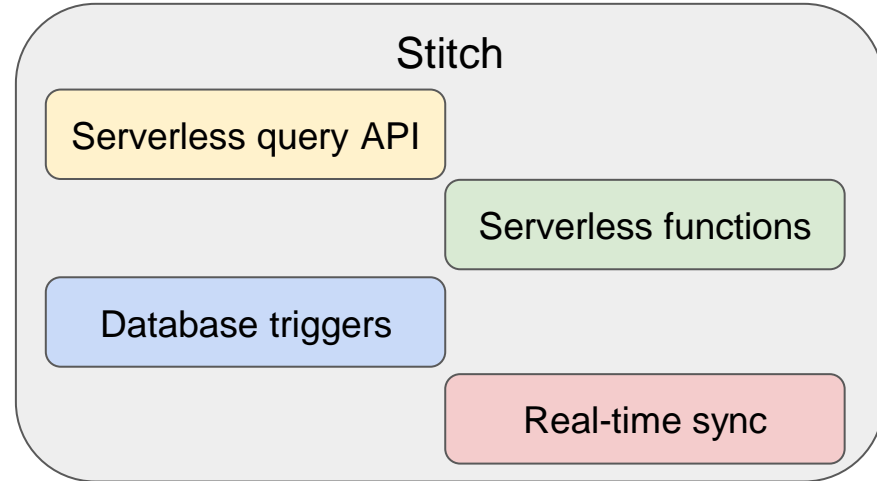 Stitch
Serverless query API
Serverless functions
Database triggers
Real-time sync